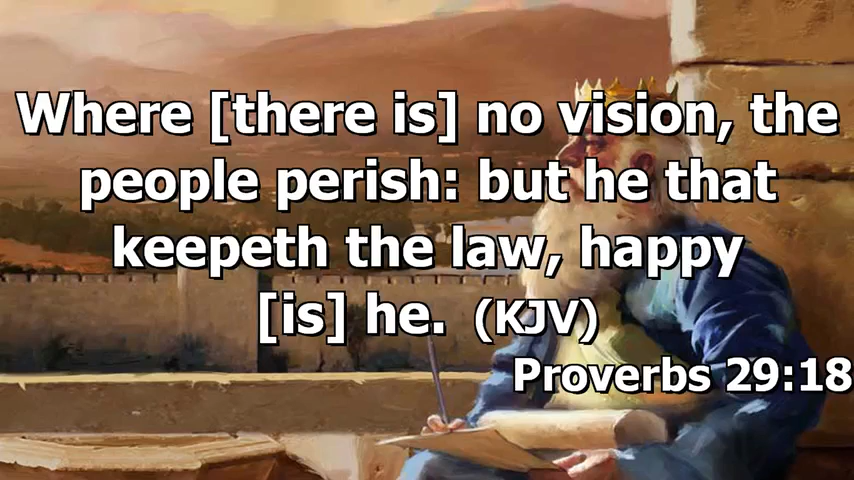 Where [there is] no vision, the
people perish: but he that
keepeth the law, happy
[is] he. (KJV)
Proverbs 29:18